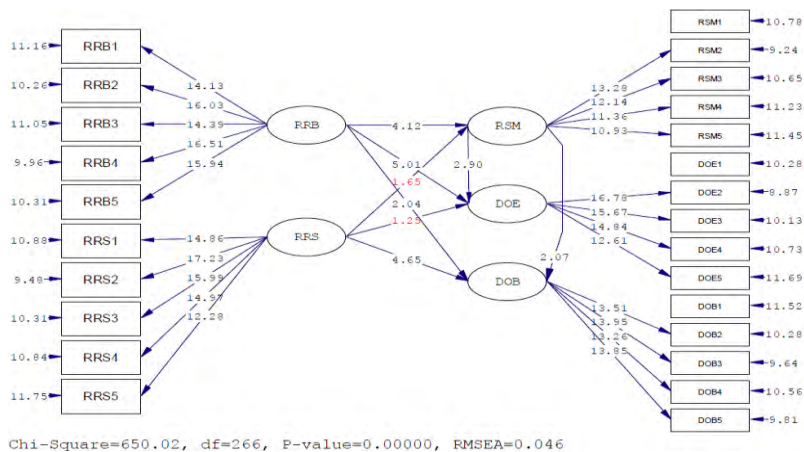 11.16 RRB1
10.26 RRB2
11.05 RRB3
9.96 RRB4
10.31 RRB5
10.88 RRS1
9.48 RRS2
10.31 RRS3
10.84 RRS4
11.75 RRS5
14.13
16.03
14.39
16.51
15.94
14.86
17.23
15.99
14.97
12.28
RRB
RRS
4.12
5.01
1.65
2.04
1.25
4.65
2.90
2.07
RSM
DOE
DOB
13.28
12.14
11.36
10.93
16.78
15.67
14.84
12.61
13.51
13.95
13.26
13.85
RSM1 10.78
RSM2 9.24
RSM3 10.65
RSM4 11.23
RSM5 11.45
DOE1 10.28
DOE2 8.87
DOE3 10.13
DOE4 10.73
DOE5 11.69
DOB1 11.52
DOB2 10.28
DOB3 9.64
DOB4 10.56
DOB5 9.81
Chi-Square=650.02, df=266, P-value=0.00000, RMSEA=0.046